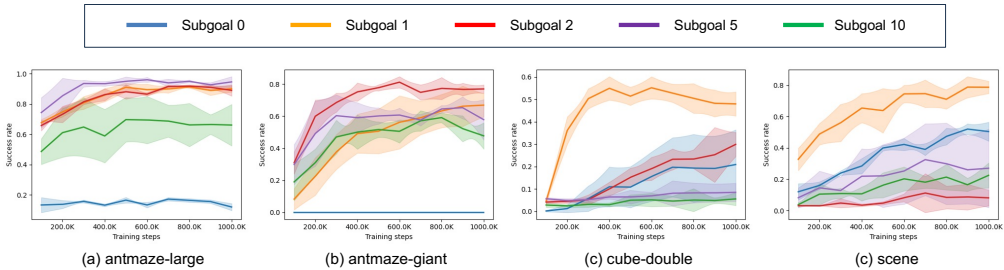 Subgoal 0 Subgoal 1 Subgoal 2 Subgoal 5 Subgoal 10
Success rate
1.0
0.8
0.6
0.4
0.2
200.0K 400.0K 600.0K 800.0K 1000.0K
Training steps
(a) antmaze-large
Success rate
0.8
0.6
0.4
0.2
0.0
200.0K 400.0K 600.0K 800.0K 1000.0K
Training steps
(b) antmaze-giant
Success rate
0.6
0.5
0.4
0.3
0.2
0.1
0.0
200.0K 400.0K 600.0K 800.0K 1000.0K
Training steps
(c) cube-double
Success rate
0.8
0.6
0.4
0.2
0.0
200.0K 400.0K 600.0K 800.0K 1000.0K
Training steps
(c) scene